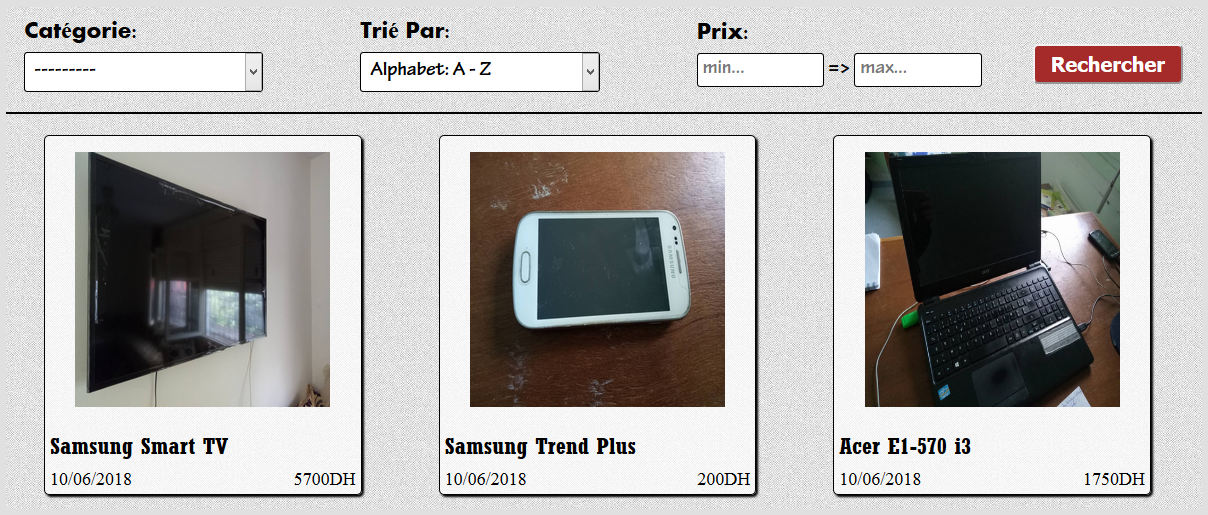 Catégorie: Trié Par: Prix:
--------- Alphabet: A - Z min... => max... Rechercher
SAMSUNG
Samsung Smart TV Samsung Trend Plus Acer E1-570 i3
10/06/2018 5700DH 10/06/2018 200DH 10/06/2018 1750DH